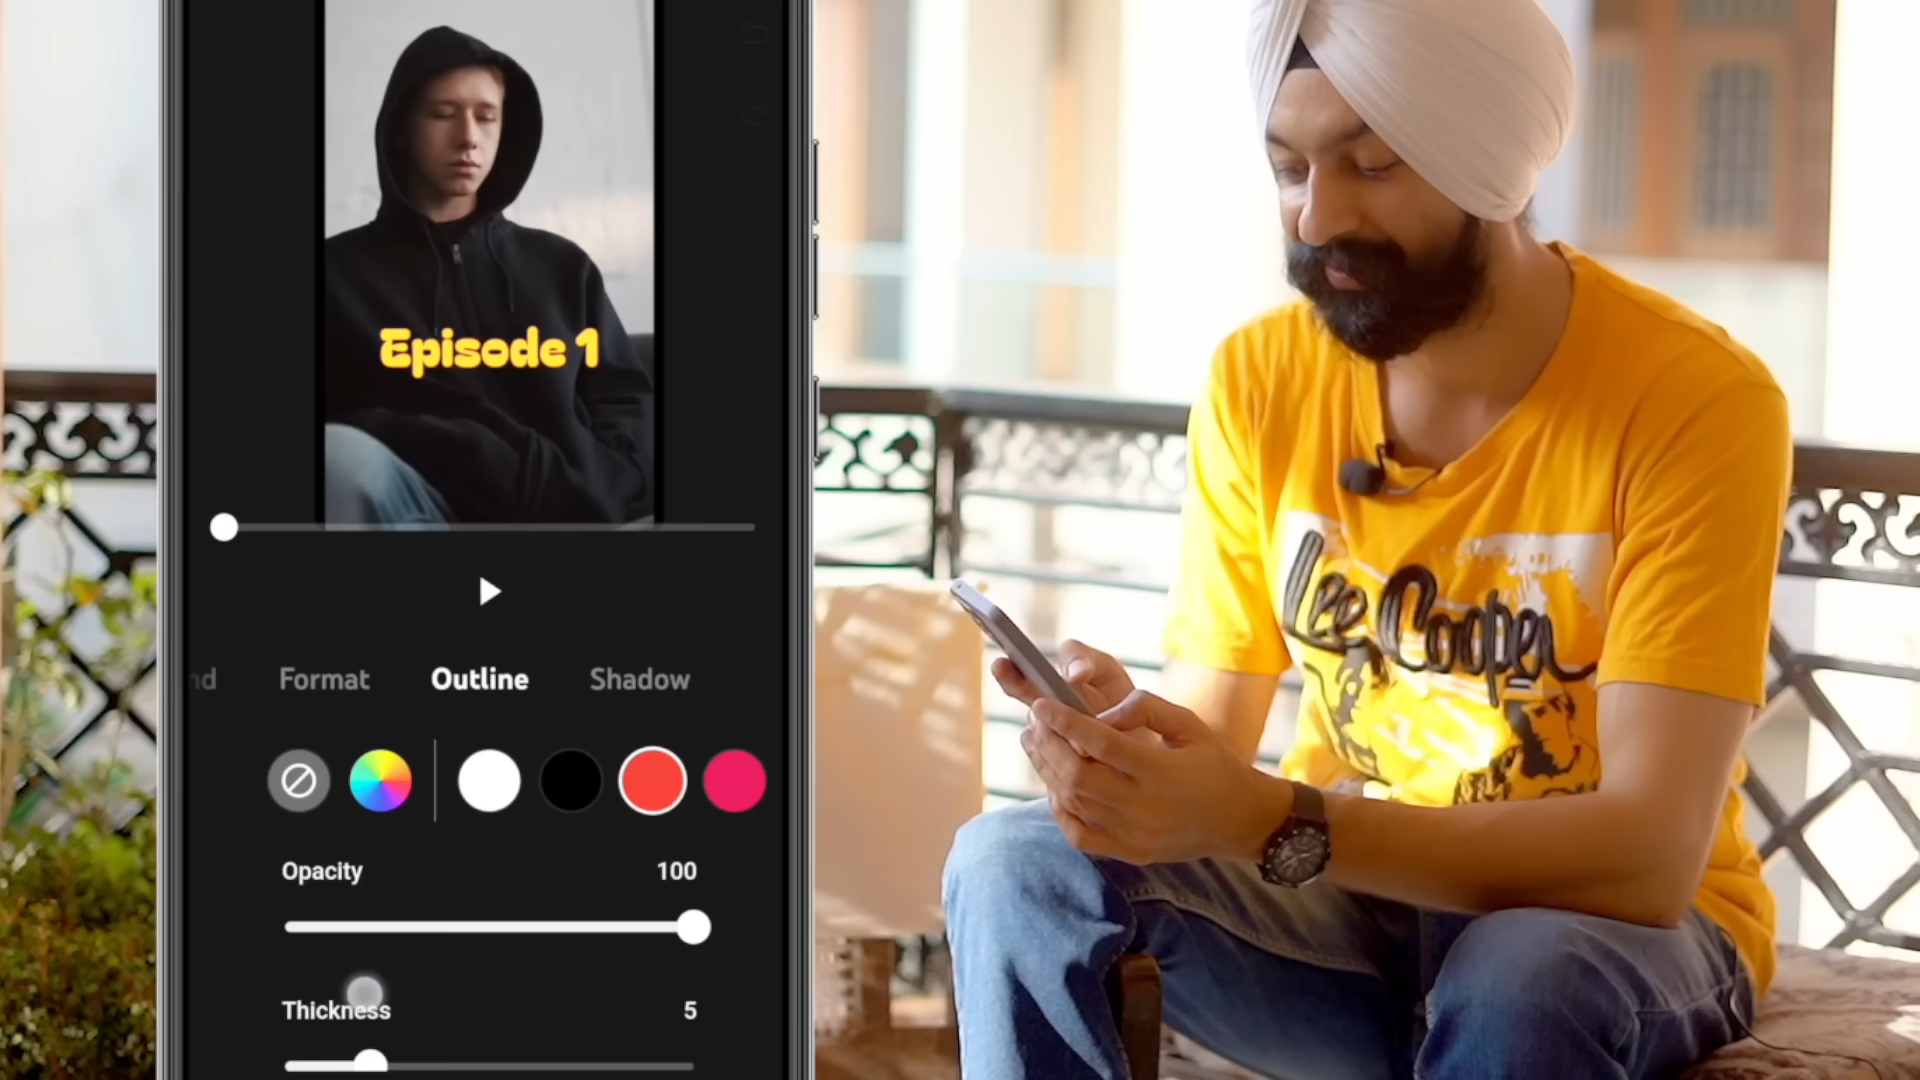 Episode 1
nd Format Outline Shadow
Opacity 100
Thickness 5
Lee Cooper